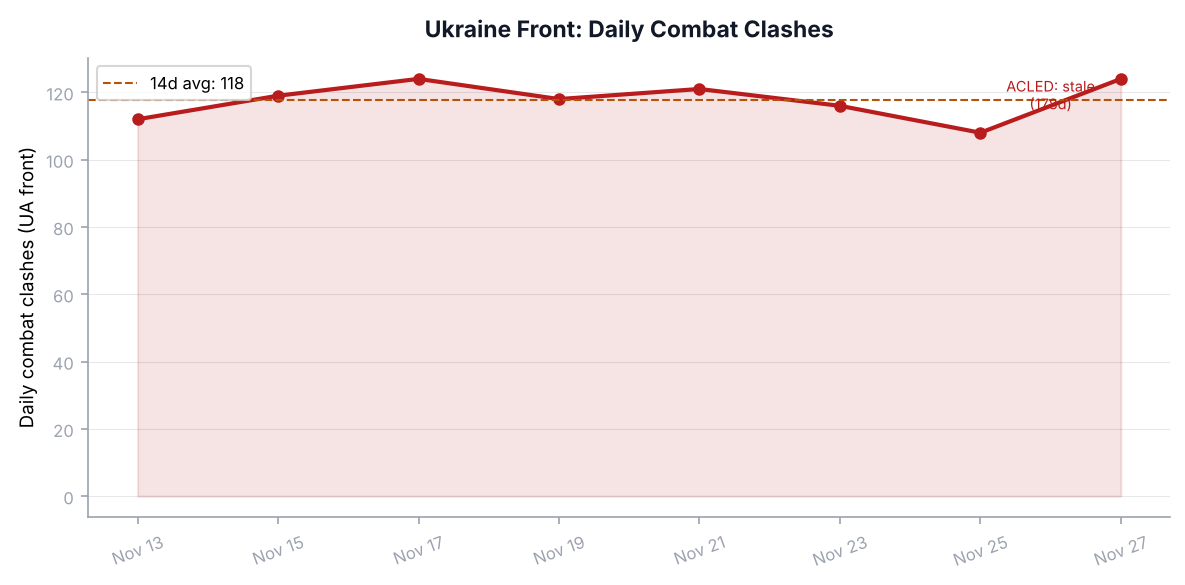 Ukraine Front: Daily Combat Clashes
14d avg: 118
ACLED: stale
(178d)
Daily combat clashes (UA front)
120
100
80
60
40
20
0
Nov 13
Nov 15
Nov 17
Nov 19
Nov 21
Nov 23
Nov 25
Nov 27